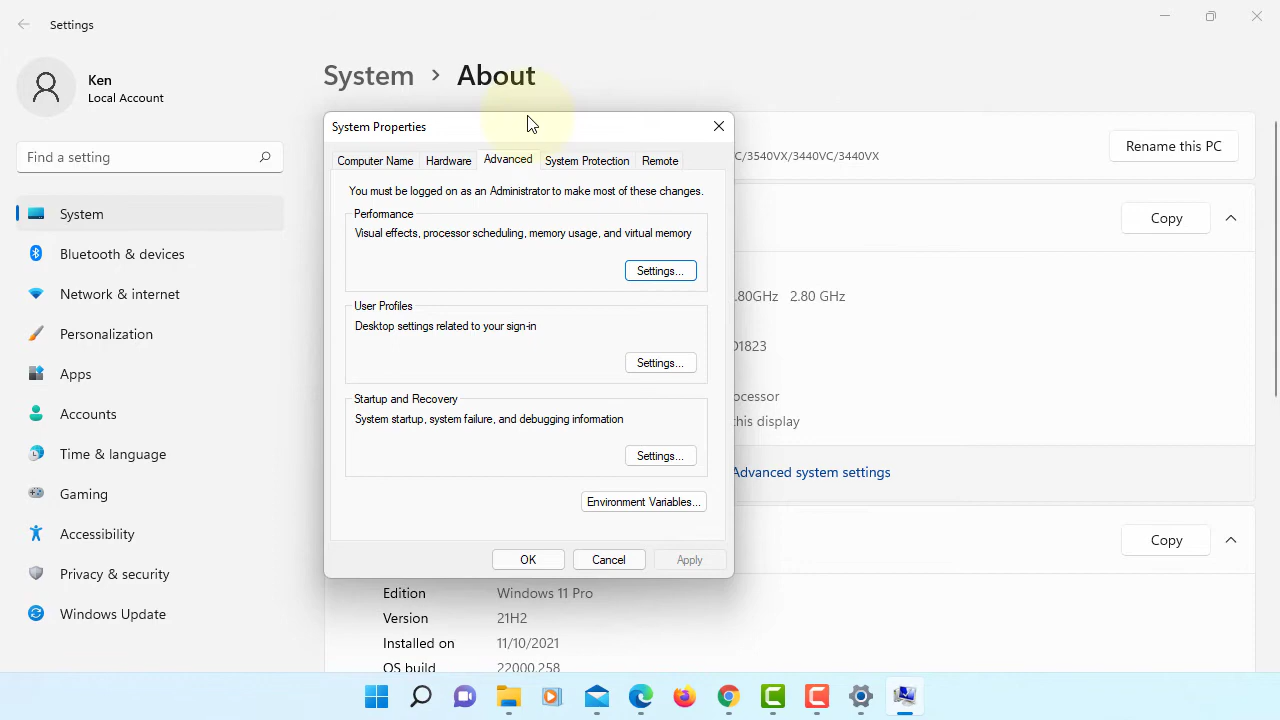 Settings
Ken
Local Account
Find a setting
System
Bluetooth & devices
Network & internet
Personalization
Apps
Accounts
Time & language
Gaming
Accessibility
Privacy & security
Windows Update
System > About
C/3540VX/3440VC/3440VX
Rename this PC
Copy
.80GHz 2.80 GHz
D1823
ocessor
this display
Advanced system settings
Copy
Edition Windows 11 Pro
Version 21H2
Installed on 11/10/2021
OS build 22000.258
System Properties
Computer Name Hardware Advanced System Protection Remote
You must be logged on as an Administrator to make most of these changes.
Performance
Visual effects, processor scheduling, memory usage, and virtual memory
Settings...
User Profiles
Desktop settings related to your sign-in
Settings...
Startup and Recovery
System startup, system failure, and debugging information
Settings...
Environment Variables...
OK Cancel Apply